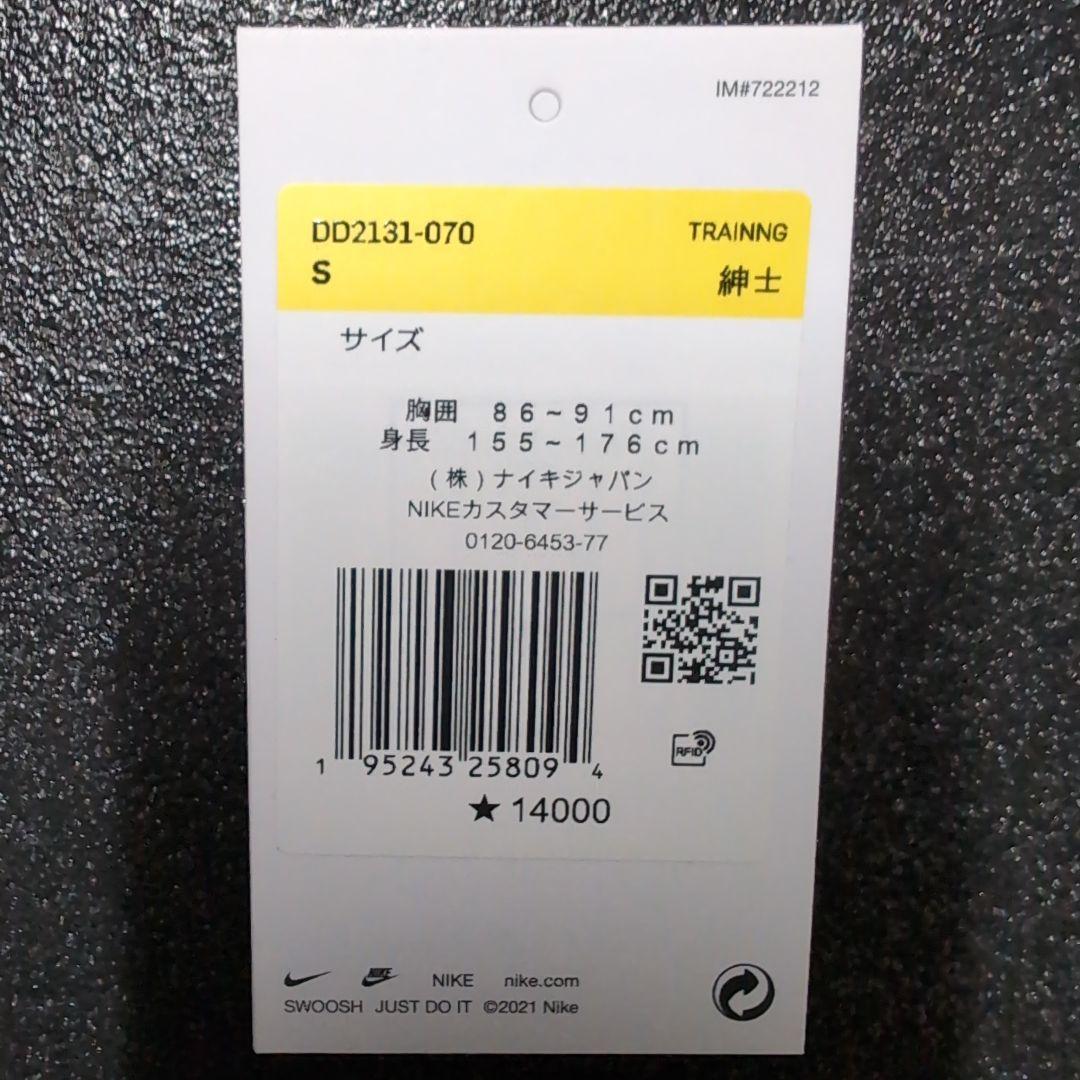 IM#722212
DD2131-070
TRAINNG
S
紳士
サイズ
胸囲 86~91cm
身長 155~176cm
(株)ナイキジャパン
NIKEカスタマーサービス
0120-6453-77
1 95243 25809 4
RFID
★ 14000
NIKE NIKE nike.com
SWOOSH JUST DO IT ©2021 Nike